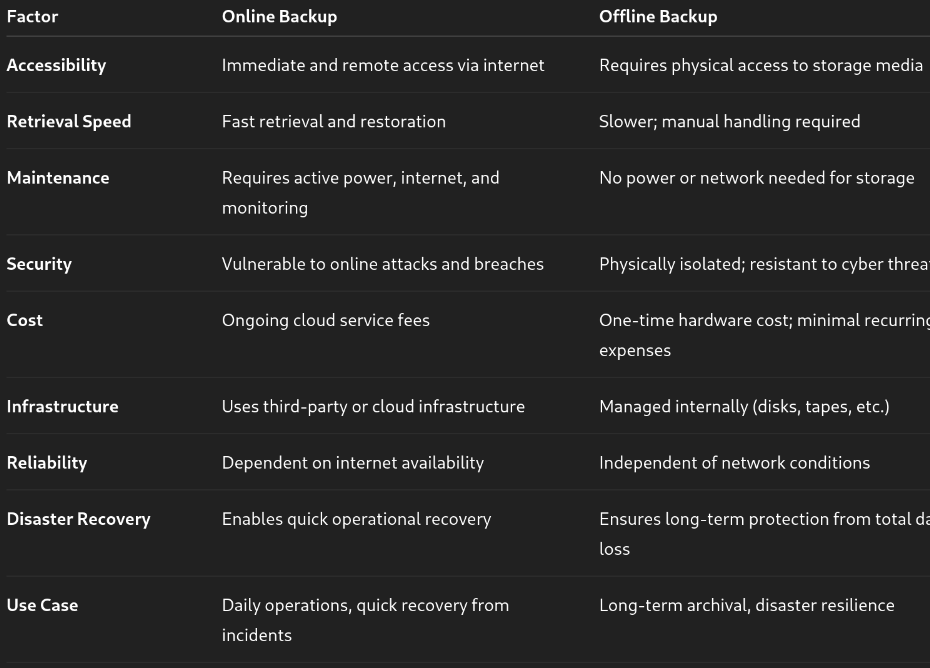 Factor Online Backup Offline Backup
Accessibility Immediate and remote access via internet Requires physical access to storage media
Retrieval Speed Fast retrieval and restoration Slower; manual handling required
Maintenance Requires active power, internet, and No power or network needed for storage
monitoring
Security Vulnerable to online attacks and breaches Physically isolated; resistant to cyber
Cost Ongoing cloud service fees One-time hardware cost; minimal recurring
expenses
Infrastructure Uses third-party or cloud infrastructure Managed internally (disks, tapes, etc.)
Reliability Dependent on internet availability Independent of network conditions
Disaster Recovery Enables quick operational recovery Ensures long-term protection from total
loss
Use Case Daily operations, quick recovery from Long-term archival, disaster resilience
incidents